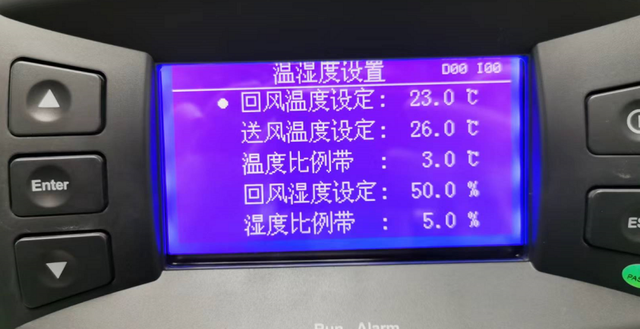 温湿度设置 D00 I00
回风温度设定: 23.0 ℃
送风温度设定: 26.0 ℃
温度比例带 : 3.0 ℃
回风湿度设定: 50.0 %
湿度比例带 : 5.0 %
Enter
Run Alarm